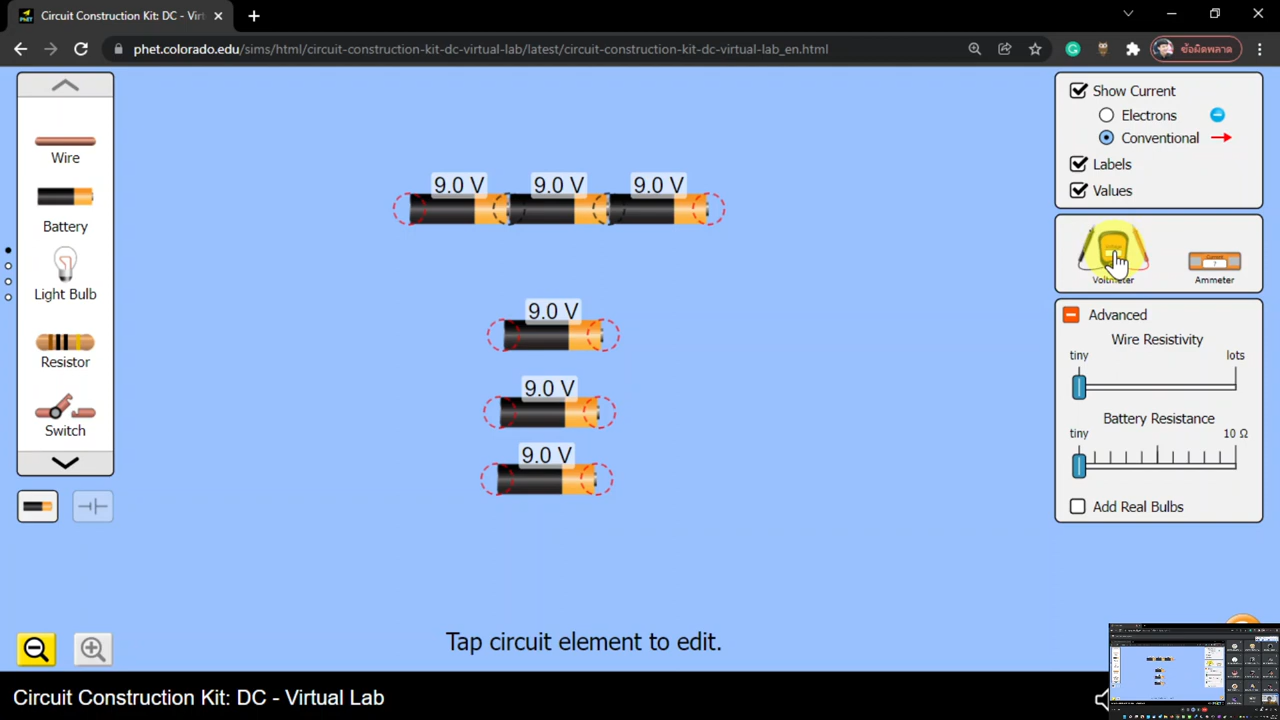 Circuit Construction Kit: DC - Virt
phet.colorado.edu/sims/html/circuit-construction-kit-dc-virtual-lab/latest/circuit-construction-kit-dc-virtual-lab_en.html
ข้อผิดพลาด
Wire
Battery
Light Bulb
Resistor
Switch
9.0 V 9.0 V 9.0 V
9.0 V
9.0 V
9.0 V
Show Current
Electrons
Conventional
Labels
Values
Voltmeter
Current
?
Ammeter
Advanced
Wire Resistivity
tiny lots
Battery Resistance
tiny 10 Ω
Add Real Bulbs
Tap circuit element to edit.
Circuit Construction Kit: DC - Virtual Lab